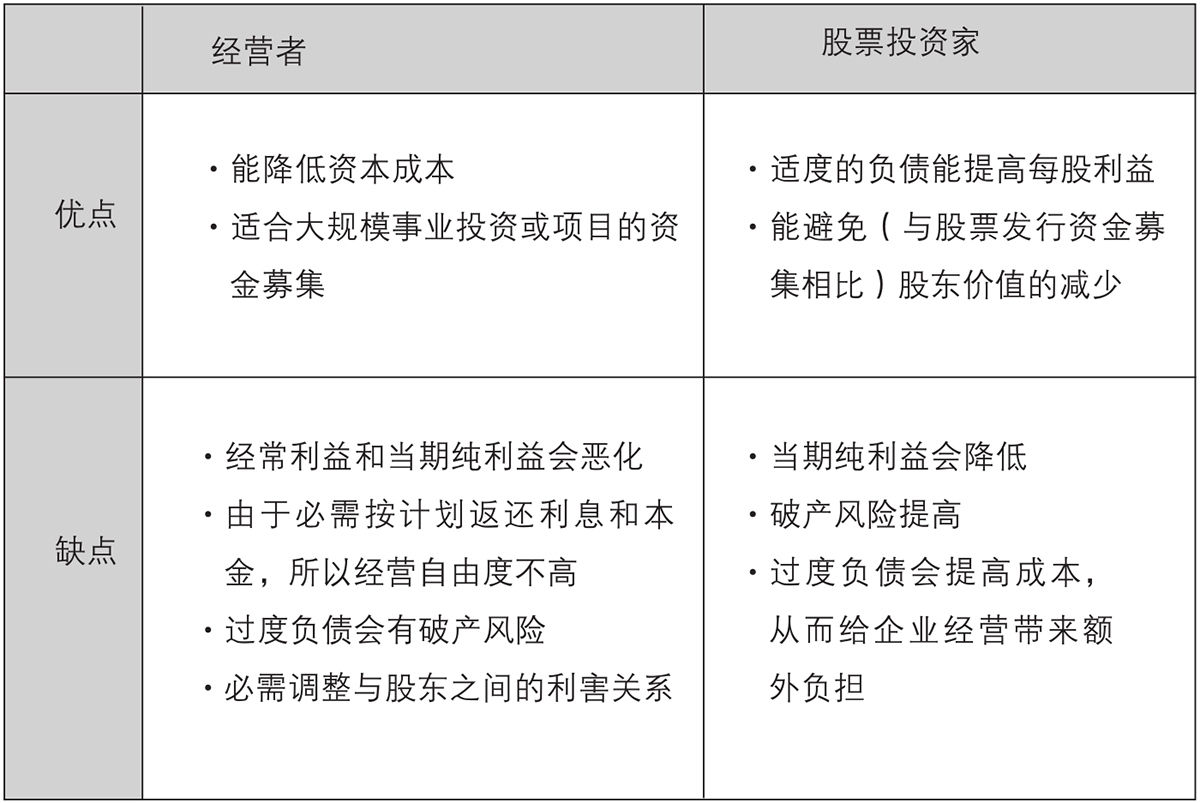 经营者
股票投资家
优点
·能降低资本成本
·适合大规模事业投资或项目的资
金募集
·适度的负债能提高每股利益
·能避免（与股票发行资金募
集相比）股东价值的减少
缺点
·经常利益和当期纯利益会恶化
·由于必需按计划返还利息和本
金，所以经营自由度不高
·过度负债会有破产风险
·必需调整与股东之间的利害关系
·当期纯利益会降低
·破产风险提高
·过度负债会提高成本，
从而给企业经营带来额
外负担